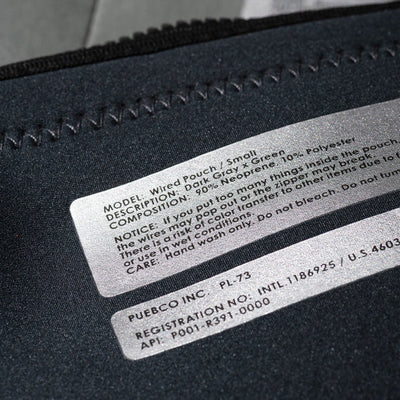 MODEL: Wired Pouch / Small
DESCRIPTION: Dark Gray x Green
COMPOSITION: 90% Neoprene, 10% Polyester
NOTICE: If you put too many things inside the pouch,
the wires may pop out or the zipper may break.
There is a risk of color transfer to other items due to
or use in wet conditions.
CARE: Hand wash only. Do not bleach. Do not
PUEBCO INC. PL-73
REGISTRATION NO: INTL 1186925 / U.S. 4603
API: P001-R391-0000